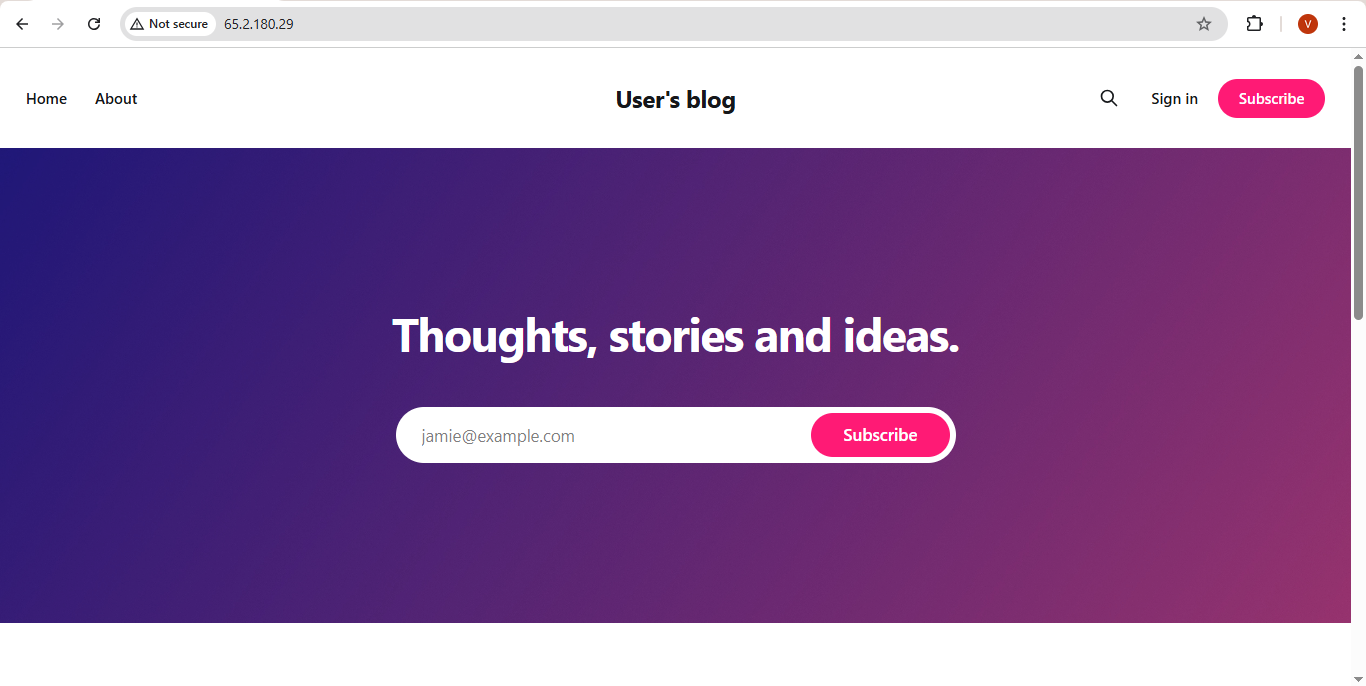 Not secure 65.2.180.29
V
Home About User's blog Sign in Subscribe
Thoughts, stories and ideas.
jamie@example.com Subscribe